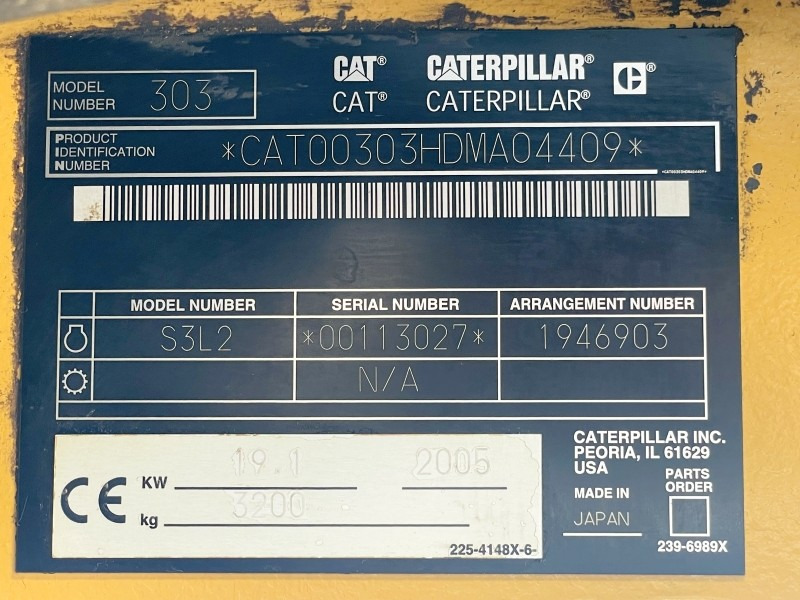 MODEL NUMBER 303
CAT® CATERPILLAR® C®
CAT® CATERPILLAR®
PRODUCT
IDENTIFICATION
NUMBER
*CAT00303HDMA04409*
*CAT00303HDMA04409*
MODEL NUMBER SERIAL NUMBER ARRANGEMENT NUMBER
S3L2 *00113027* 1946903
N/A
CE
KW 19.1 2005
kg 3200
225-4148X-6-
CATERPILLAR INC.
PEORIA, IL 61629
USA
MADE IN
JAPAN
PARTS
ORDER
239-6989X